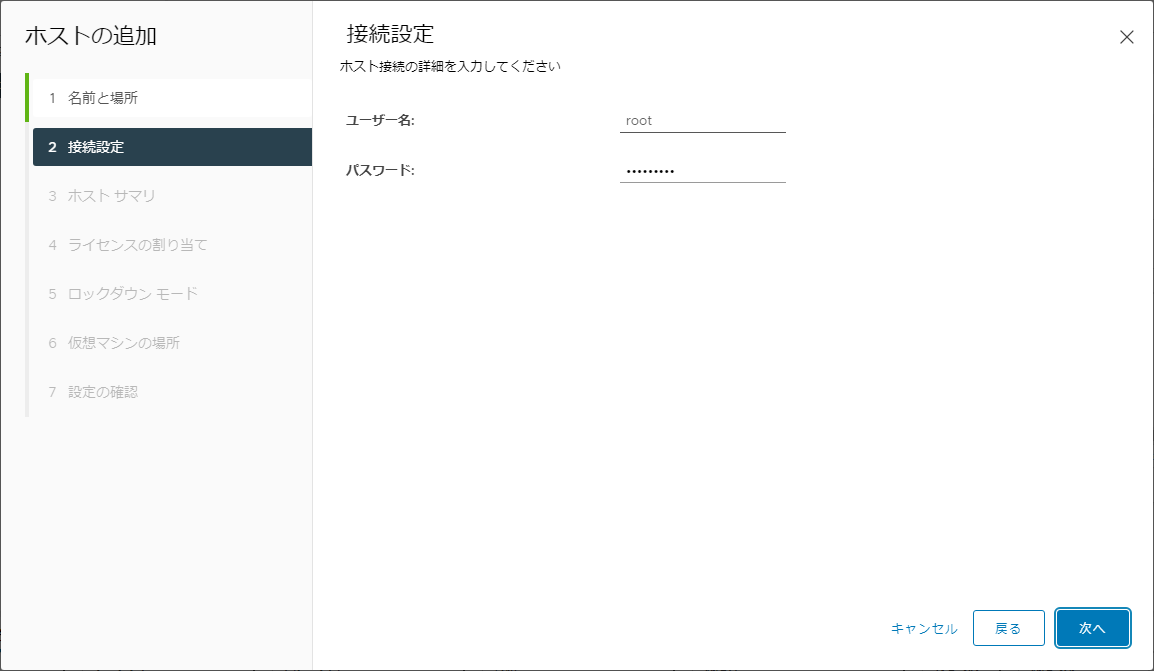 ホストの追加
1 名前と場所
2 接続設定
3 ホスト サマリ
4 ライセンスの割り当て
5 ロックダウン モード
6 仮想マシンの場所
7 設定の確認
接続設定
ホスト接続の詳細を入力してください
ユーザー名: root
パスワード: •••••••••
キャンセル 戻る 次へ